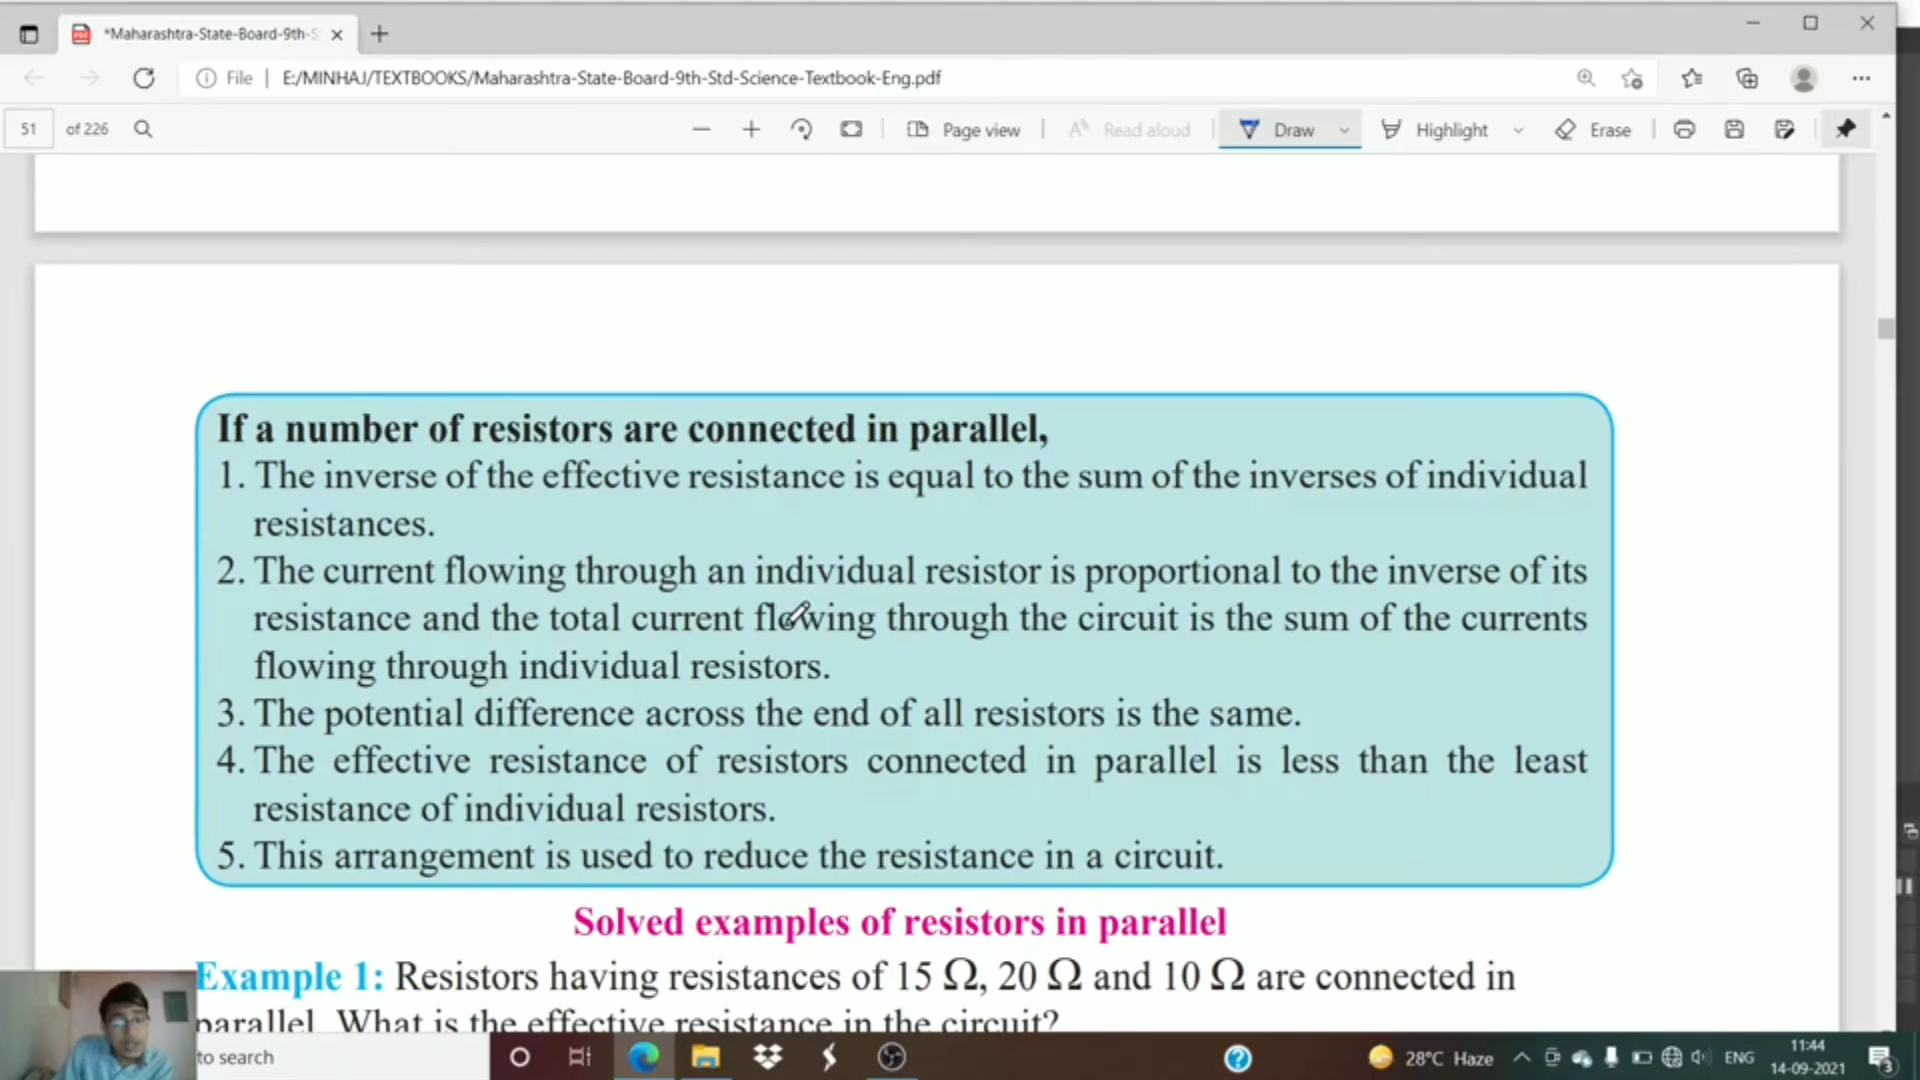 *Maharashtra-State-Board-9th-S
File | E:/MINHAJ/TEXTBOOKS/Maharashtra-State-Board-9th-Std-Science-Textbook-Eng.pdf
51 of 226 Page view Read aloud Draw Highlight Erase
If a number of resistors are connected in parallel,
1. The inverse of the effective resistance is equal to the sum of the inverses of individual
resistances.
2. The current flowing through an individual resistor is proportional to the inverse of its
resistance and the total current flowing through the circuit is the sum of the currents
flowing through individual resistors.
3. The potential difference across the end of all resistors is the same.
4. The effective resistance of resistors connected in parallel is less than the least
resistance of individual resistors.
5. This arrangement is used to reduce the resistance in a circuit.
Solved examples of resistors in parallel
Example 1: Resistors having resistances of 15 Ω, 20 Ω and 10 Ω are connected in
parallel. What is the effective resistance in the circuit?
to search
28°C Haze
ENG
11:44
14-09-2021
3